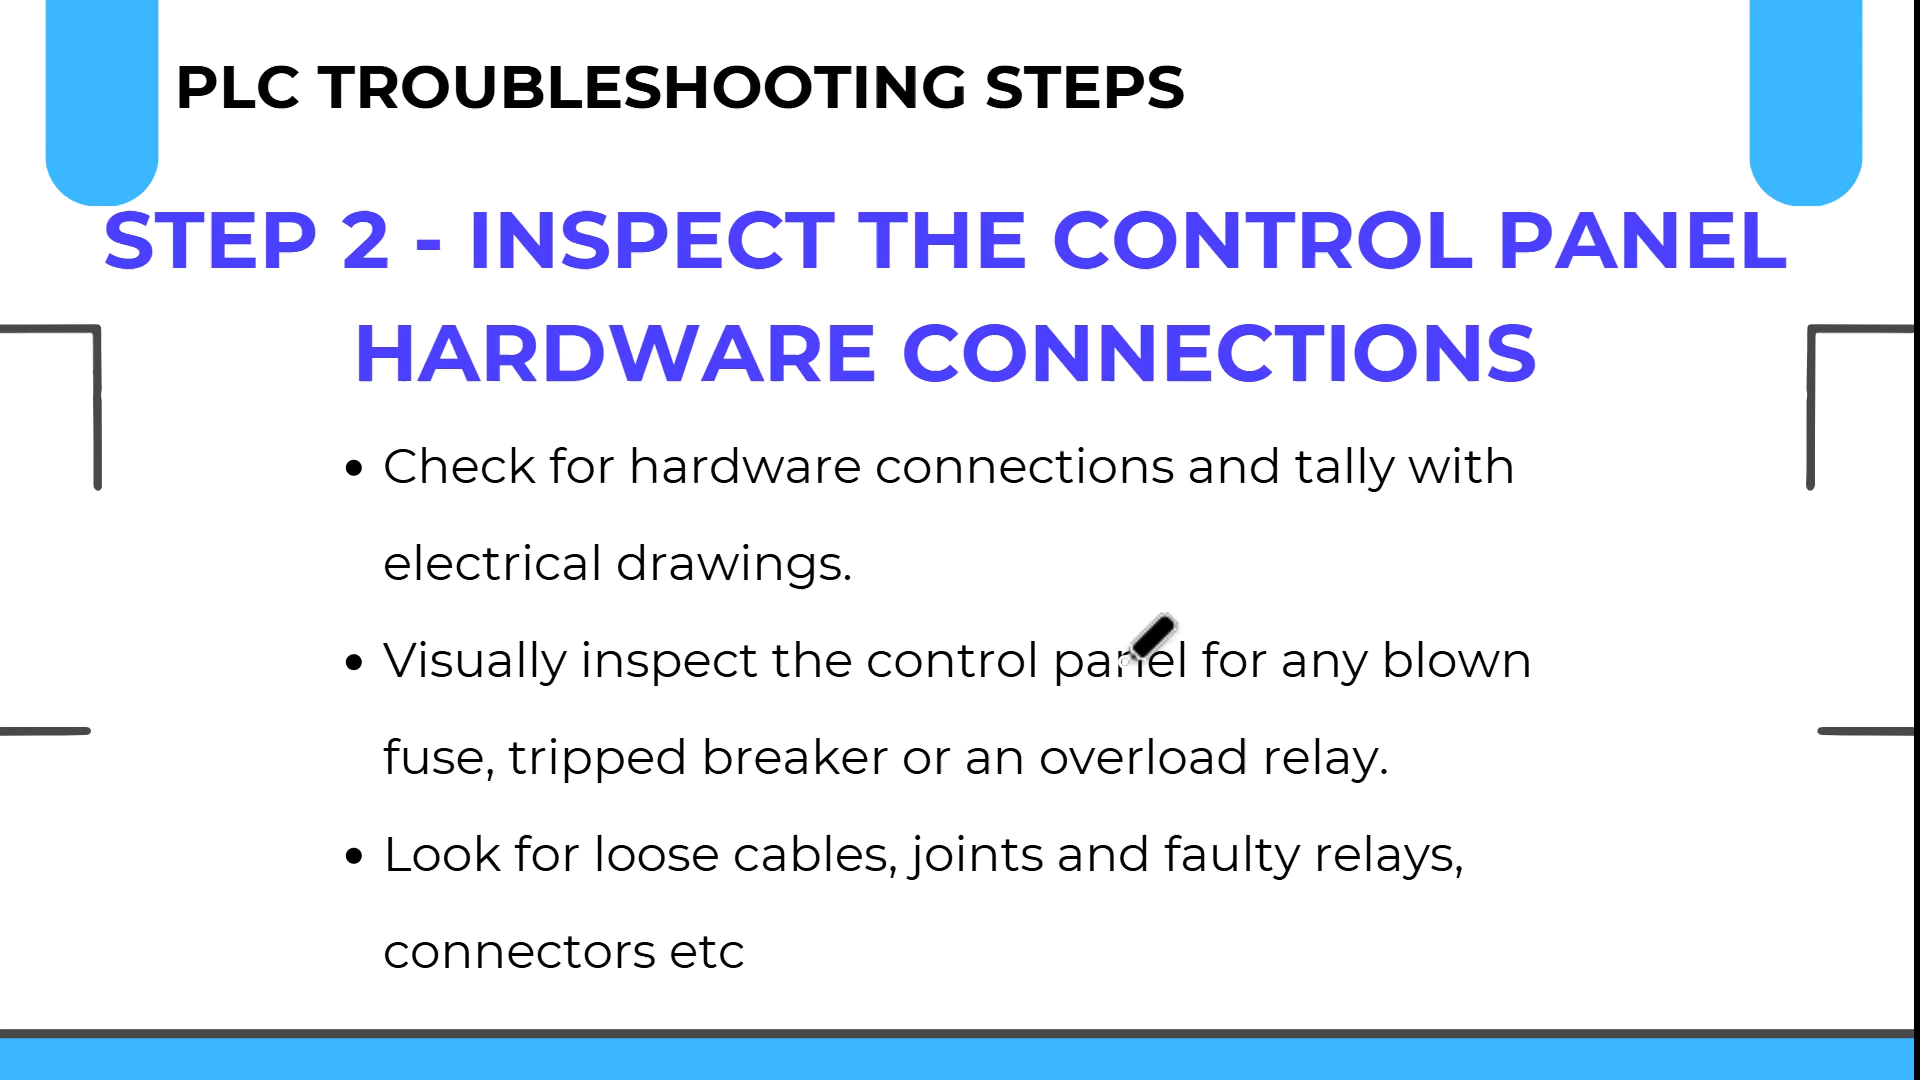 PLC TROUBLESHOOTING STEPS
STEP 2 - INSPECT THE CONTROL PANEL
HARDWARE CONNECTIONS
• Check for hardware connections and tally with
electrical drawings.
• Visually inspect the control panel for any blown
fuse, tripped breaker or an overload relay.
• Look for loose cables, joints and faulty relays,
connectors etc